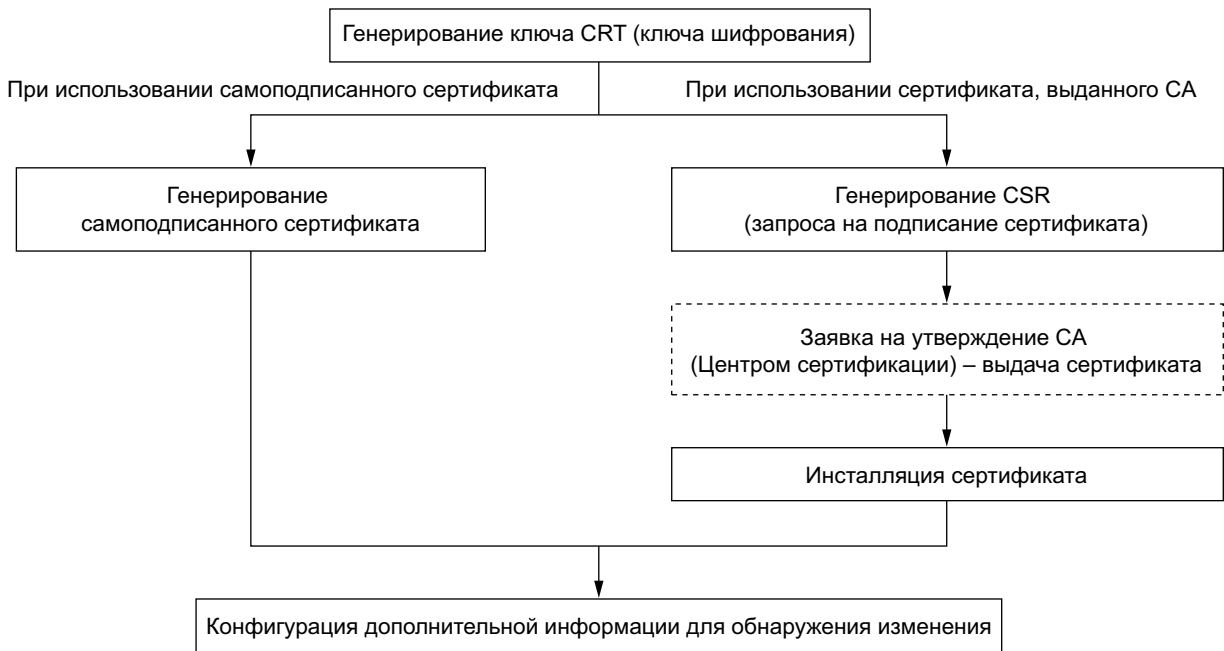 Генерирование ключа CRT (ключа шифрования)
При использовании самоподписанного сертификата
При использовании сертификата, выданного CA
Генерирование
самоподписанного сертификата
Генерирование CSR
(запроса на подписание сертификата)
Заявка на утверждение CA
(Центром сертификации) – выдача сертификата
Инсталляция сертификата
Конфигурация дополнительной информации для обнаружения изменения